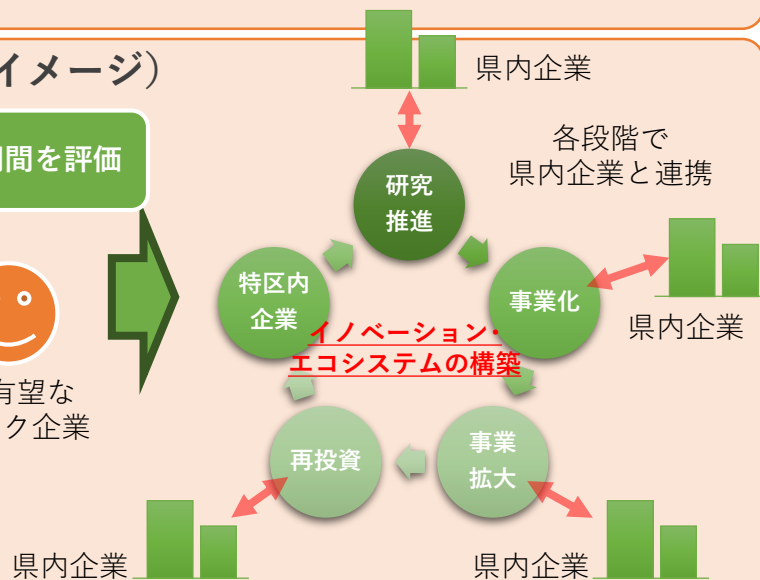 イメージ）
県内企業
間を評価
各段階で
県内企業と連携
研究
推進
特区内
企業
事業化
イノベーション・
エコシステムの構築
県内企業
有望な
ク企業
再投資
事業
拡大
県内企業
県内企業